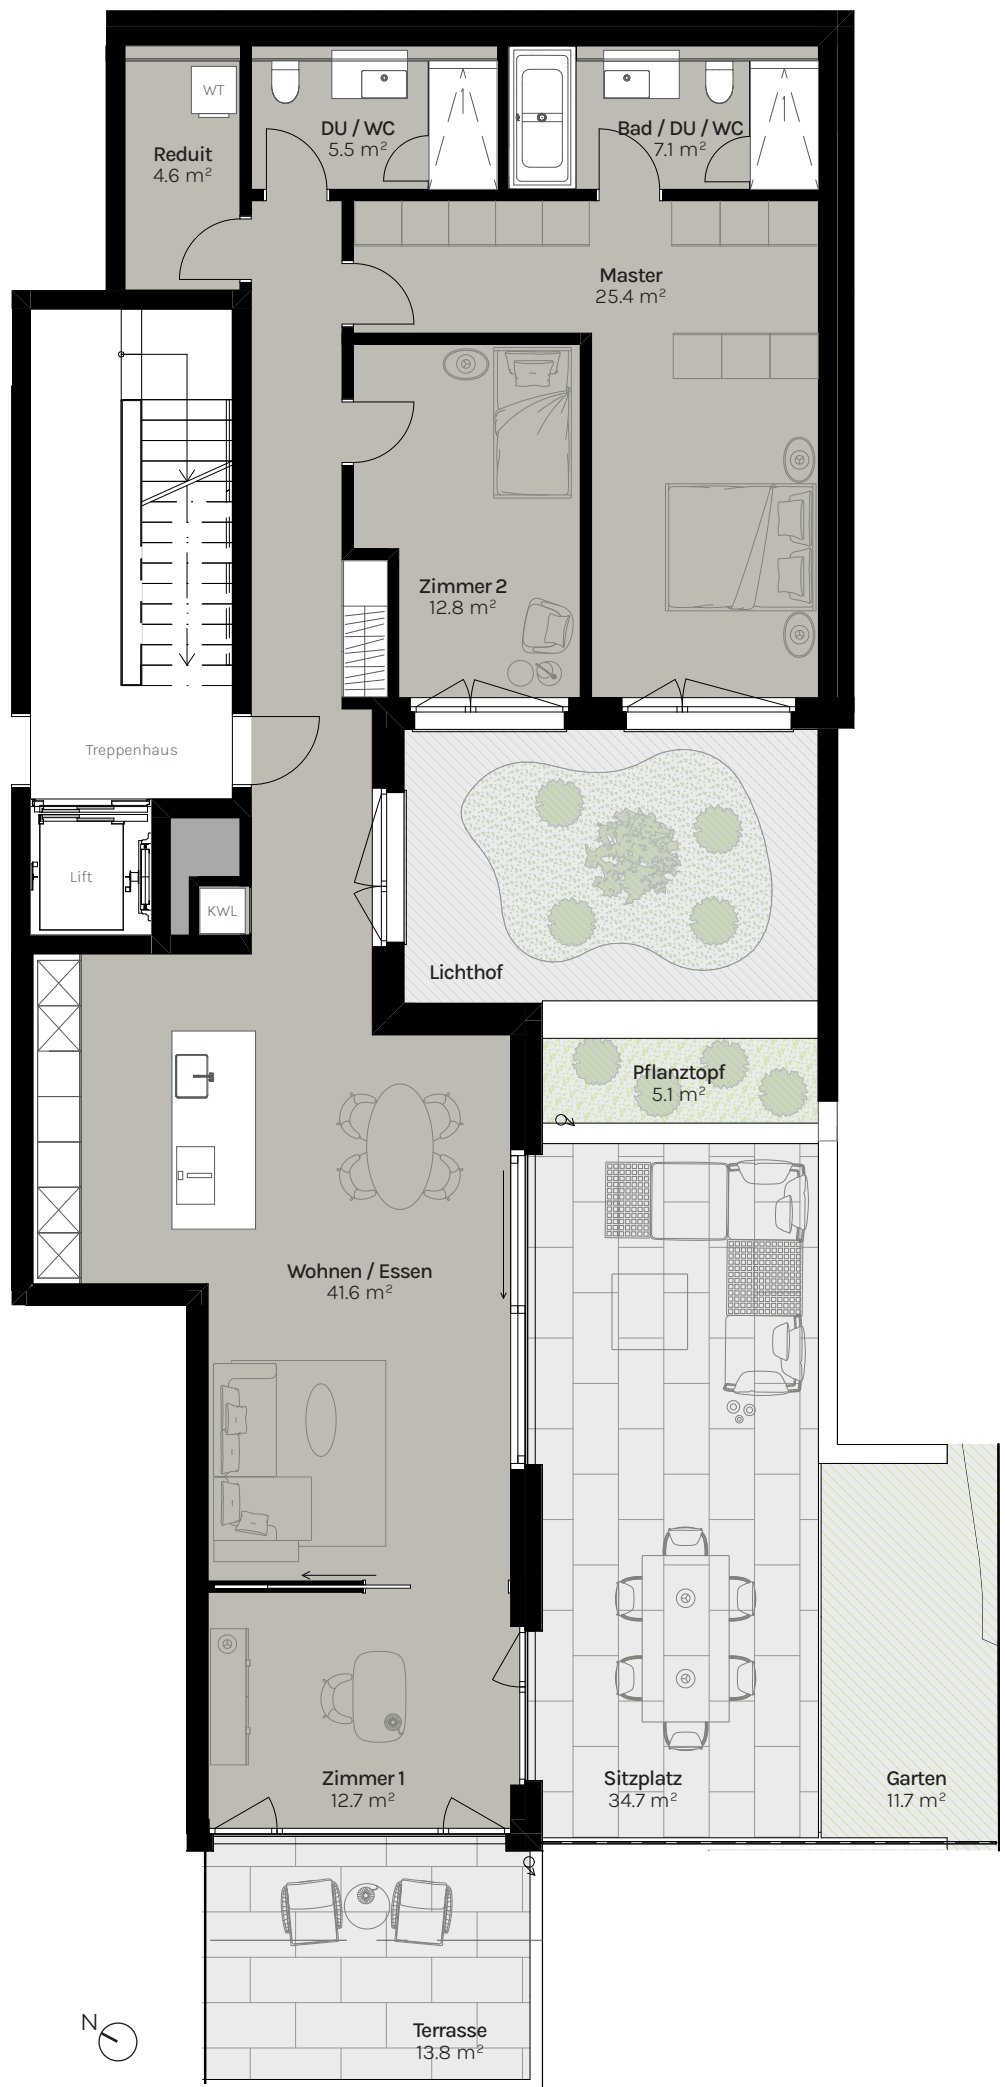 WT
DU / WC
5.5 m²
Bad / DU / WC
7.1 m²
Reduit
4.6 m²
Master
25.4 m²
Zimmer 2
12.8 m²
Treppenhaus
Lift
KWL
Lichthof
Pflanztopf
5.1 m²
Wohnen / Essen
41.6 m²
Zimmer 1
12.7 m²
Sitzplatz
34.7 m²
Garten
11.7 m²
N
Terrasse
13.8 m²